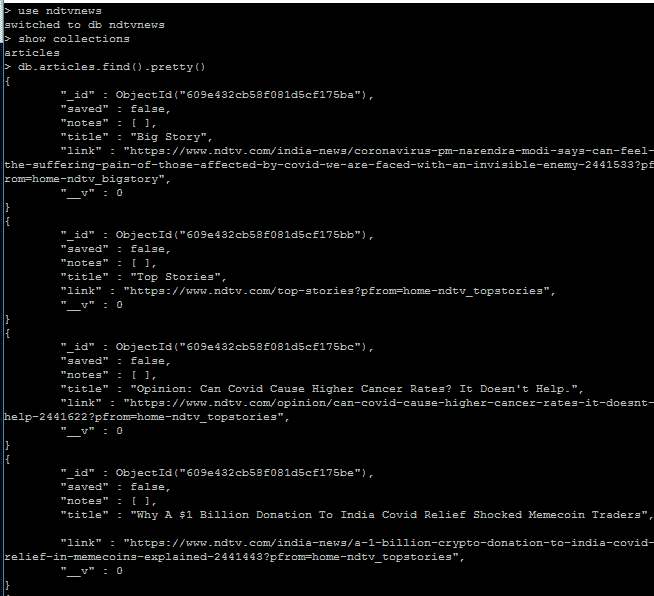 > use ndtvnews
switched to db ndtvnews
> show collections
articles
> db.articles.find().pretty()
{
"_id" : ObjectId("609e432cb58f081d5cf175ba"),
"saved" : false,
"notes" : [ ],
"title" : "Big Story",
"link" : "https://www.ndtv.com/india-news/coronavirus-pm-narendra-modi-says-can-feel-
the-suffering-pain-of-those-affected-by-covid-we-are-faced-with-an-invisible-enemy-2441533?pf
rom=home-ndtv_bigstory",
"__v" : 0
}
{
"_id" : ObjectId("609e432cb58f081d5cf175bb"),
"saved" : false,
"notes" : [ ],
"title" : "Top Stories",
"link" : "https://www.ndtv.com/top-stories?pfrom=home-ndtv_topstories",
"__v" : 0
}
{
"_id" : ObjectId("609e432cb58f081d5cf175bc"),
"saved" : false,
"notes" : [ ],
"title" : "Opinion: Can Covid Cause Higher Cancer Rates? It Doesn't Help.",
"link" : "https://www.ndtv.com/opinion/can-covid-cause-higher-cancer-rates-it-doesnt-
help-2441622?pfrom=home-ndtv_topstories",
"__v" : 0
}
{
"_id" : ObjectId("609e432cb58f081d5cf175be"),
"saved" : false,
"notes" : [ ],
"title" : "Why A $1 Billion Donation To India Covid Relief Shocked Memecoin Traders",
"link" : "https://www.ndtv.com/india-news/a-1-billion-crypto-donation-to-india-covid-
relief-in-memecoins-explained-2441443?pfrom=home-ndtv_topstories",
"__v" : 0
}